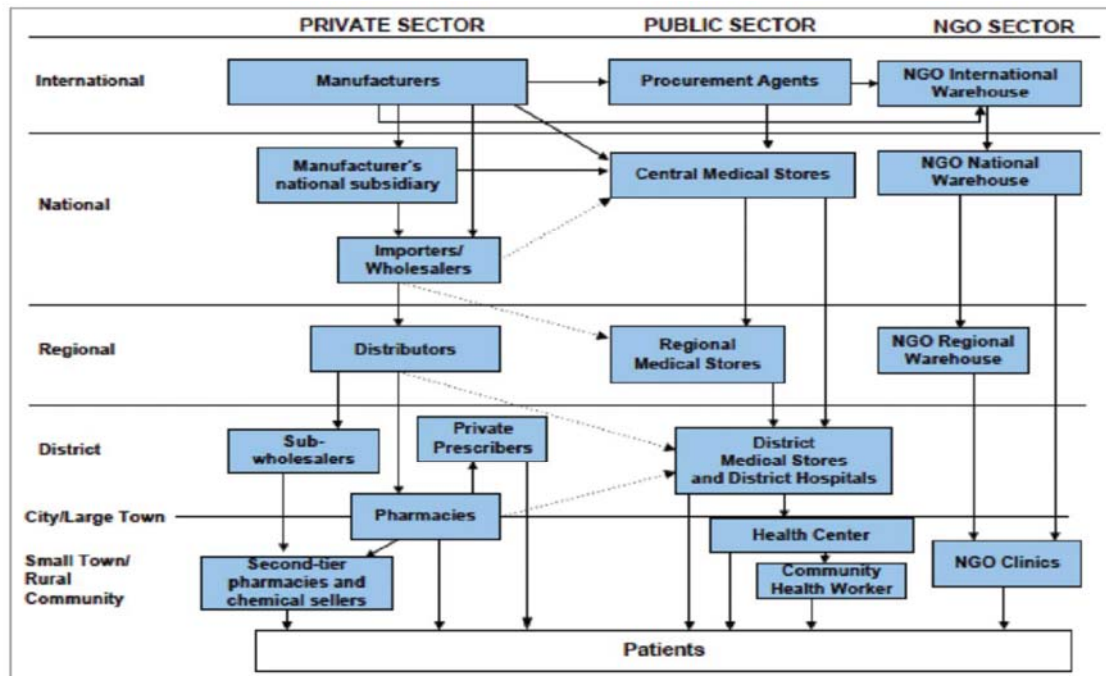 PRIVATE SECTOR PUBLIC SECTOR NGO SECTOR
International
Manufacturers
Procurement Agents
NGO International
Warehouse
National
Manufacturer's
national subsidiary
Central Medical Stores
NGO National
Warehouse
Importers/
Wholesalers
Regional
Distributors
Regional
Medical Stores
NGO Regional
Warehouse
District
Sub-
wholesalers
Private
Prescribers
District
Medical Stores
and District Hospitals
City/Large Town
Pharmacies
Health Center
Small Town/
Rural
Community
Second-tier
pharmacies and
chemical sellers
Community
Health Worker
NGO Clinics
Patients